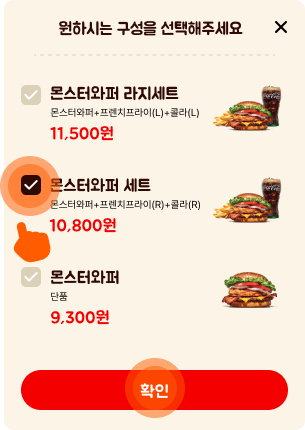 원하시는 구성을 선택해주세요
몬스터와퍼 라지세트
몬스터와퍼+프렌치프라이(L)+콜라(L)
11,500원
몬스터와퍼 세트
몬스터와퍼+프렌치프라이(R)+콜라(R)
10,800원
몬스터와퍼
단품
9,300원
확인